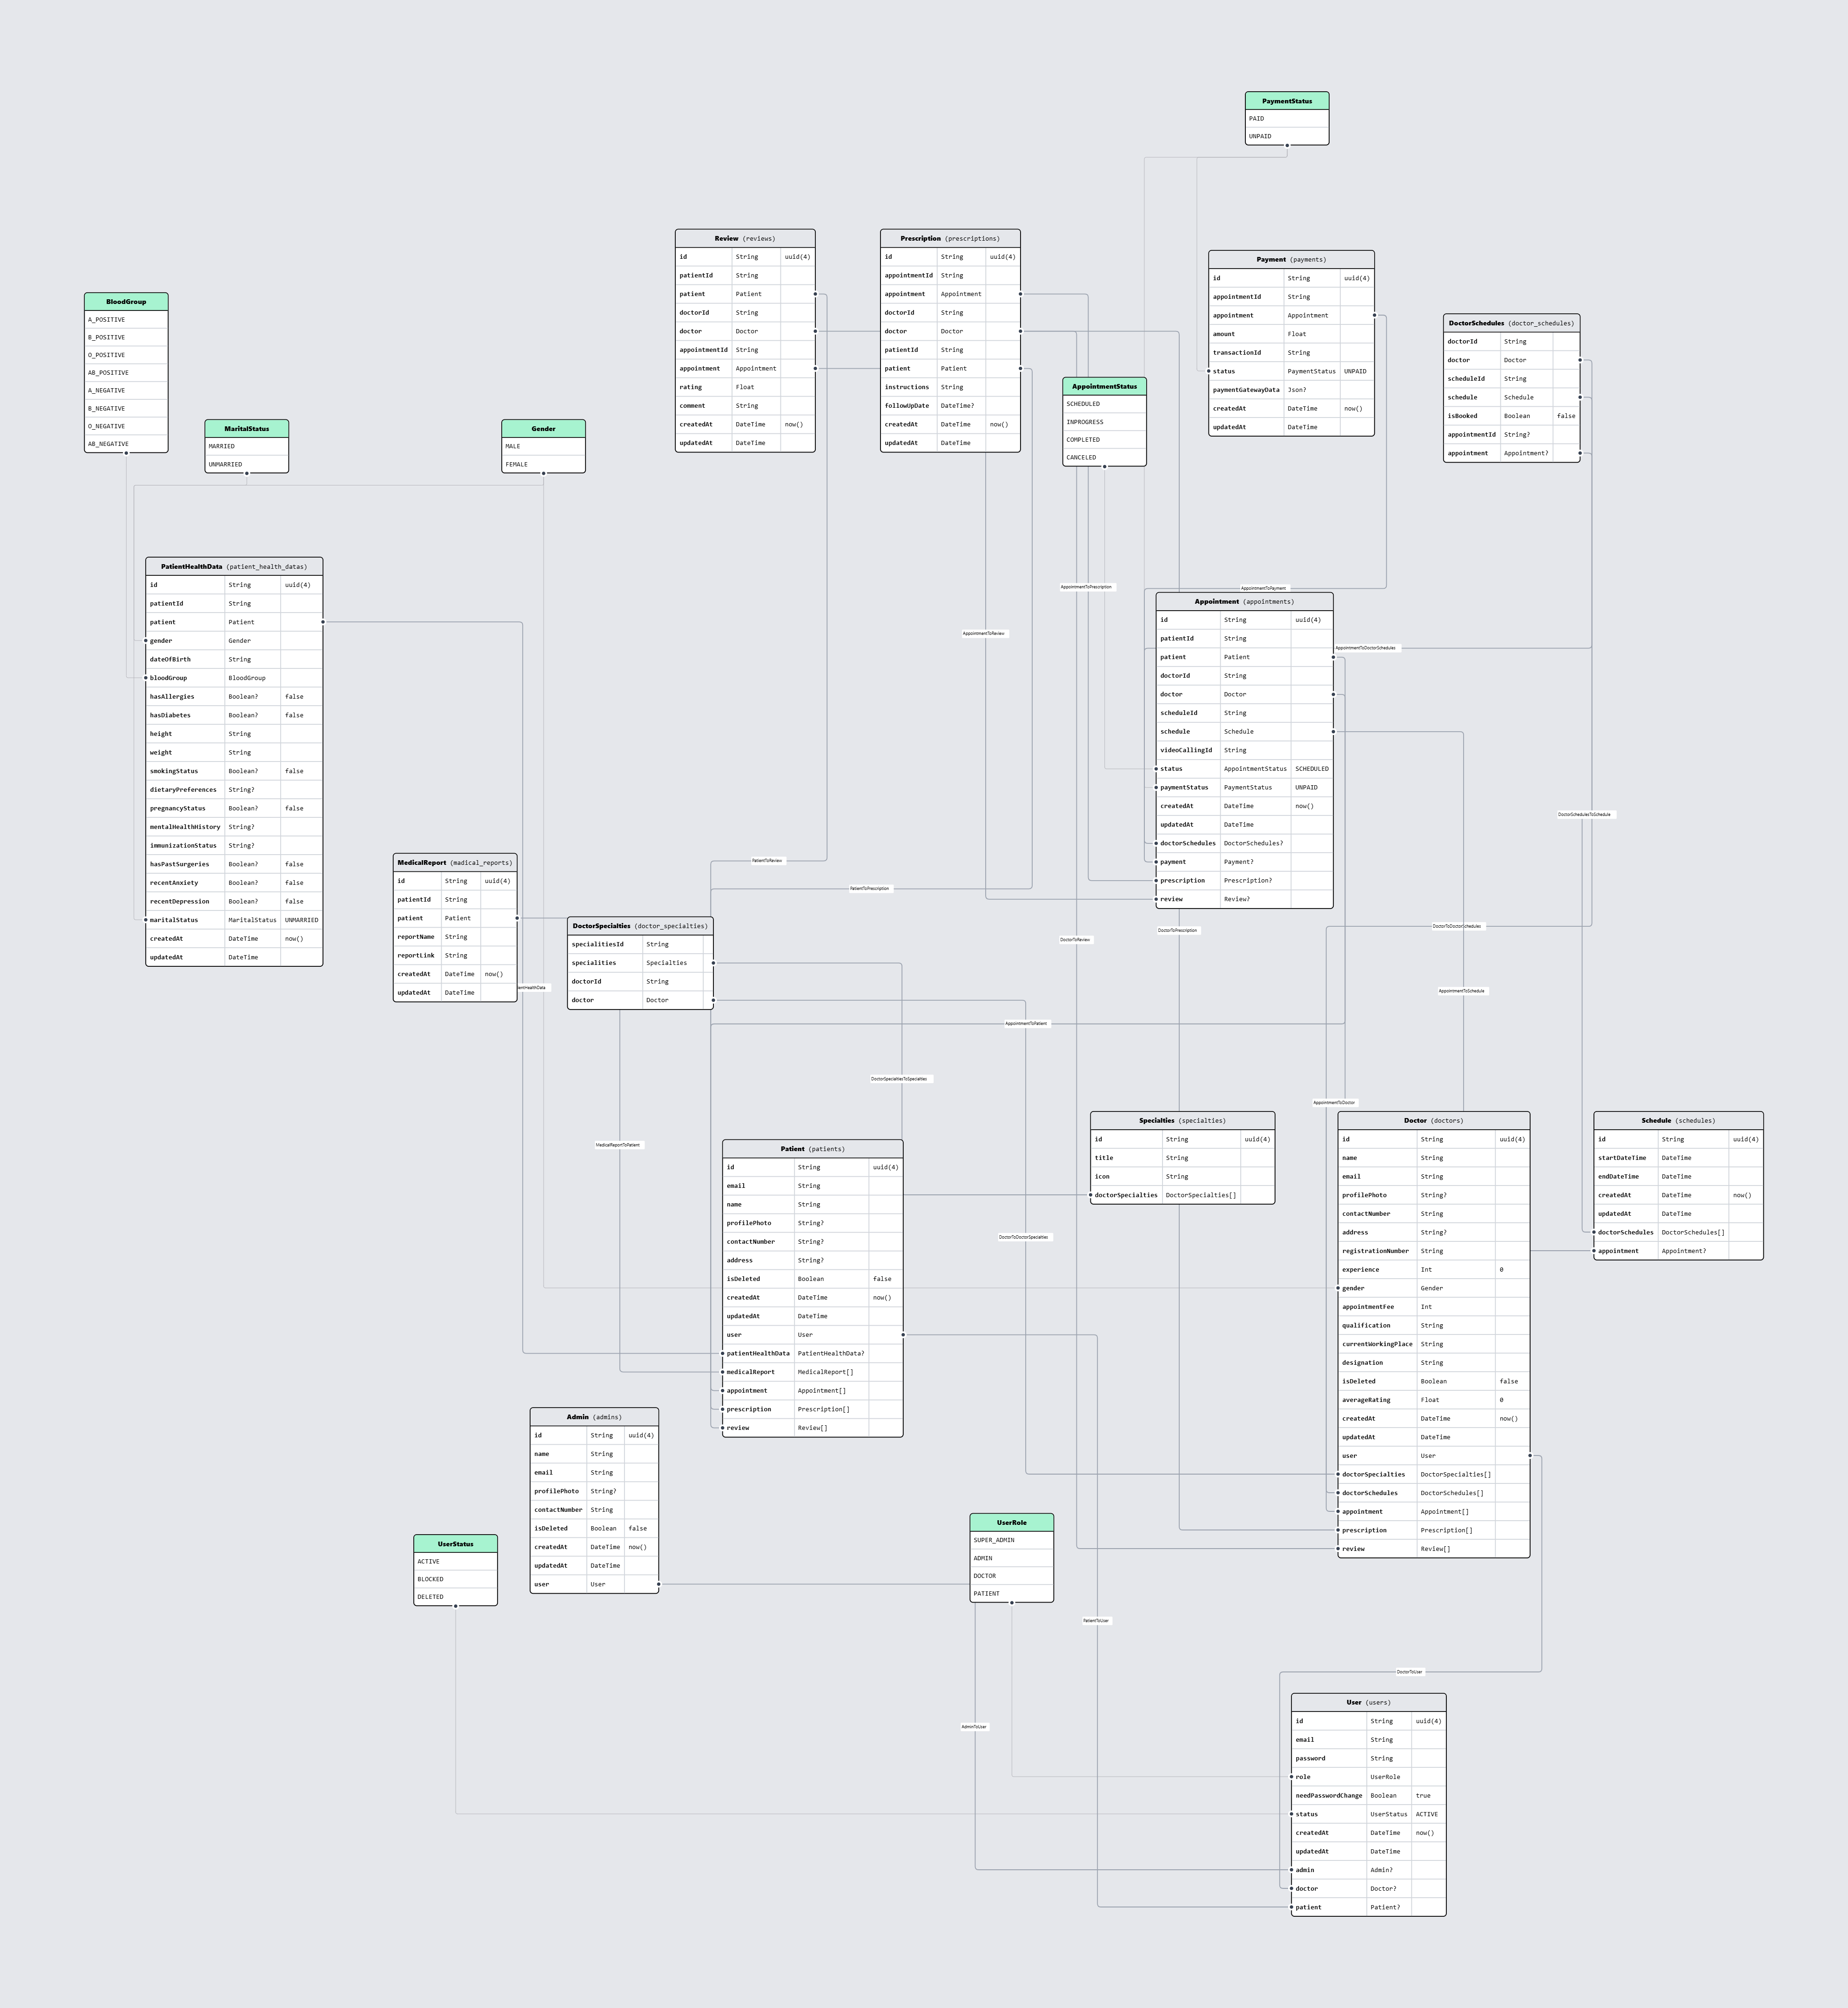 PaymentStatus
PAID
UNPAID
Review (reviews)
id String uuid(4)
patientId String
patient Patient
doctorId String
doctor Doctor
appointmentId String
appointment Appointment
rating Float
comment String
createdAt DateTime now()
updatedAt DateTime
Prescription (prescriptions)
id String uuid(4)
appointmentId String
appointment Appointment
doctorId String
doctor Doctor
patientId String
patient Patient
instructions String
followUpDate DateTime?
createdAt DateTime now()
updatedAt DateTime
Payment (payments)
id String uuid(4)
appointmentId String
appointment Appointment
amount Float
transactionId String
status PaymentStatus UNPAID
paymentGatewayData Json?
createdAt DateTime now()
updatedAt DateTime
BloodGroup
A_POSITIVE
B_POSITIVE
O_POSITIVE
AB_POSITIVE
A_NEGATIVE
B_NEGATIVE
O_NEGATIVE
AB_NEGATIVE
DoctorSchedules (doctor_schedules)
doctorId String
doctor Doctor
scheduleId String
schedule Schedule
isBooked Boolean false
appointmentId String?
appointment Appointment?
AppointmentStatus
SCHEDULED
INPROGRESS
COMPLETED
CANCELED
MaritalStatus
MARRIED
UNMARRIED
Gender
MALE
FEMALE
PatientHealthData (patient_health_datas)
id String uuid(4)
patientId String
patient Patient
gender Gender
dateOfBirth String
bloodGroup BloodGroup
hasAllergies Boolean? false
hasDiabetes Boolean? false
height String
weight String
smokingStatus Boolean? false
dietaryPreferences String?
pregnancyStatus Boolean? false
mentalHealthHistory String?
immunizationStatus String?
hasPastSurgeries Boolean? false
recentAnxiety Boolean? false
recentDepression Boolean? false
maritalStatus MaritalStatus UNMARRIED
createdAt DateTime now()
updatedAt DateTime
AppointmentToPrescription
AppointmentToPayment
Appointment (appointments)
id String uuid(4)
patientId String
patient Patient
doctorId String
doctor Doctor
scheduleId String
schedule Schedule
videoCallingId String
status AppointmentStatus SCHEDULED
paymentStatus PaymentStatus UNPAID
createdAt DateTime now()
updatedAt DateTime
doctorSchedules DoctorSchedules?
payment Payment?
prescription Prescription?
review Review?
AppointmentToReview
AppointmentToDoctorSchedules
DoctorSchedulesToSchedule
MedicalReport (madical_reports)
id String uuid(4)
patientId String
patient Patient
reportName String
reportLink String
createdAt DateTime now()
updatedAt DateTime
PatientToReview
PatientToPrescription
DoctorSpecialties (doctor_specialties)
specialitiesId String
specialities Specialties
doctorId String
doctor Doctor
DoctorToReview
DoctorToPrescription
DoctorToDoctorSchedules
entHealthData
AppointmentToSchedule
AppointmentToPatient
DoctorSpecialtiesToSpecialties
AppointmentToDoctor
MedicalReportToPatient
Specialties (specialties)
id String uuid(4)
title String
icon String
doctorSpecialties DoctorSpecialties[]
Doctor (doctors)
id String uuid(4)
name String
email String
profilePhoto String?
contactNumber String
address String?
registrationNumber String
experience Int 0
gender Gender
appointmentFee Int
qualification String
currentWorkingPlace String
designation String
isDeleted Boolean false
averageRating Float 0
createdAt DateTime now()
updatedAt DateTime
user User
doctorSpecialties DoctorSpecialties[]
doctorSchedules DoctorSchedules[]
appointment Appointment[]
prescription Prescription[]
review Review[]
Schedule (schedules)
id String uuid(4)
startDateTime DateTime
endDateTime DateTime
createdAt DateTime now()
updatedAt DateTime
doctorSchedules DoctorSchedules[]
appointment Appointment?
Patient (patients)
id String uuid(4)
email String
name String
profilePhoto String?
contactNumber String?
address String?
isDeleted Boolean false
createdAt DateTime now()
updatedAt DateTime
user User
patientHealthData PatientHealthData?
medicalReport MedicalReport[]
appointment Appointment[]
prescription Prescription[]
review Review[]
DoctorToDoctorSpecialties
Admin (admins)
id String uuid(4)
name String
email String
profilePhoto String?
contactNumber String
isDeleted Boolean false
createdAt DateTime now()
updatedAt DateTime
user User
UserRole
SUPER_ADMIN
ADMIN
DOCTOR
PATIENT
UserStatus
ACTIVE
BLOCKED
DELETED
PatientToUser
DoctorToUser
AdminToUser
User (users)
id String uuid(4)
email String
password String
role UserRole
needPasswordChange Boolean true
status UserStatus ACTIVE
createdAt DateTime now()
updatedAt DateTime
admin Admin?
doctor Doctor?
patient Patient?